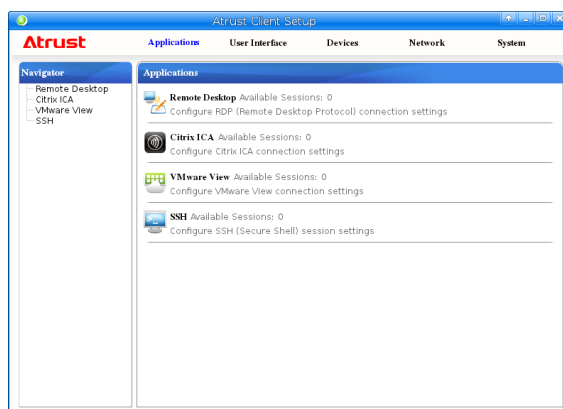 Atrust Client Setup
Atrust
Applications
User Interface
Devices
Network
System
Navigator
Remote Desktop
Citrix ICA
VMware View
SSH
Applications
Remote Desktop Available Sessions: 0
Configure RDP (Remote Desktop Protocol) connection settings
Citrix ICA Available Sessions: 0
Configure Citrix ICA connection settings
VMware View Available Sessions: 0
Configure VMware View connection settings
SSH Available Sessions: 0
Configure SSH (Secure Shell) session settings